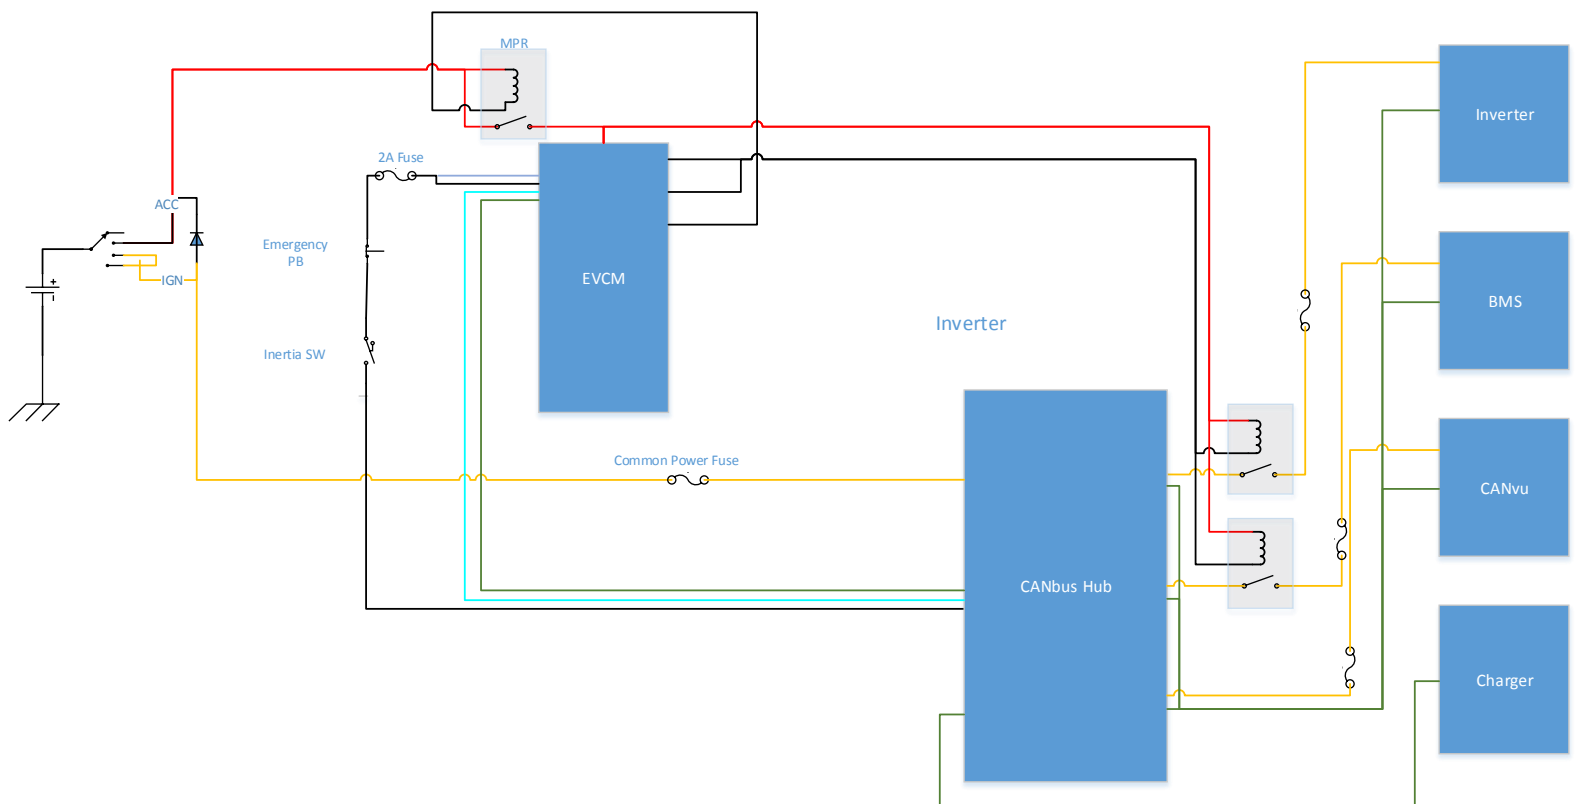 MPR
Inverter
2A Fuse
ACC
Emergency
PB
EVCM
IGN
+
BMS
Inverter
Inertia SW
Common Power Fuse
CANvu
CANbus Hub
Charger